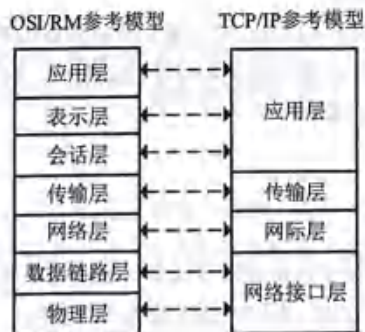 OSI/RM参考模型 TCP/IP参考模型
应用层
表示层
会话层
传输层
网络层
数据链路层
物理层
应用层
传输层
网际层
网络接口层